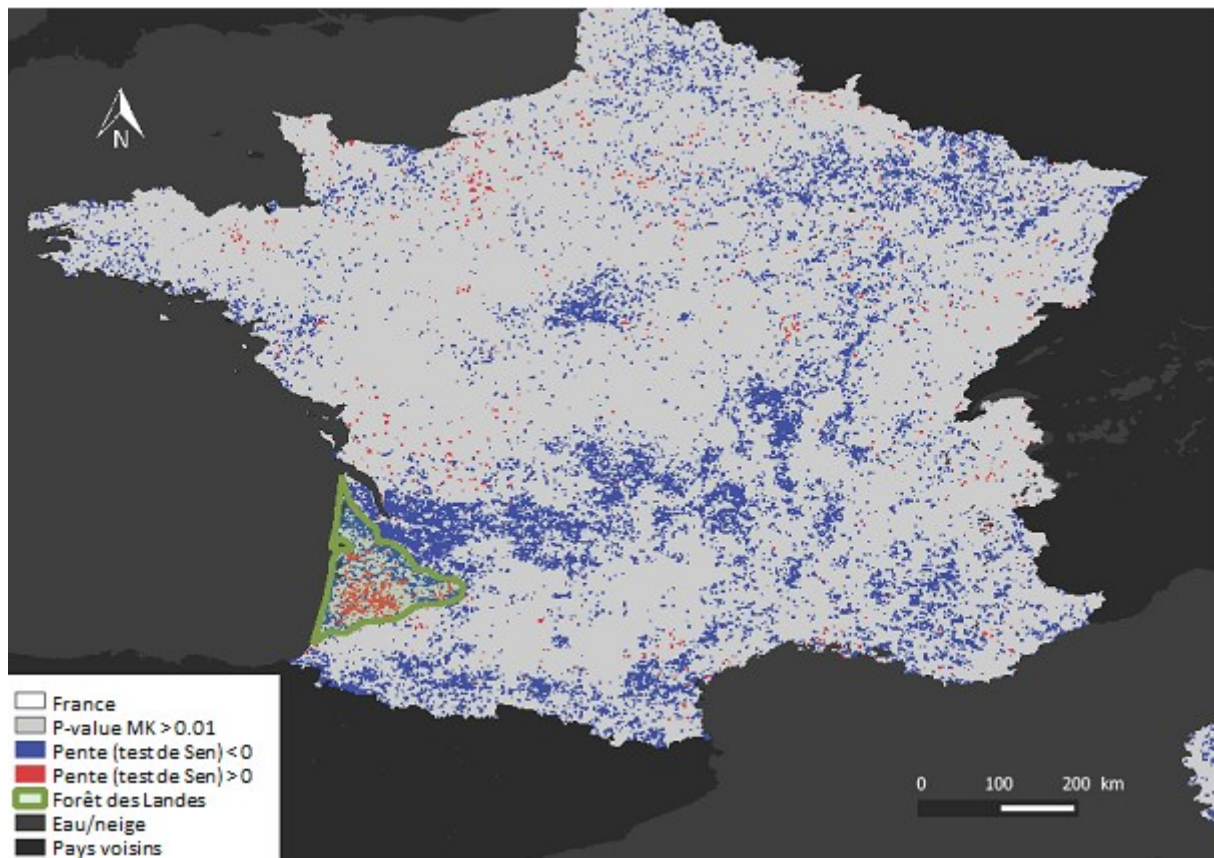 N
France
P-value MK > 0.01
Pente (test de Sen) < 0
Pente (test de Sen) > 0
Forêt des Landes
Eau/neige
Pays voisins
0 100 200 km